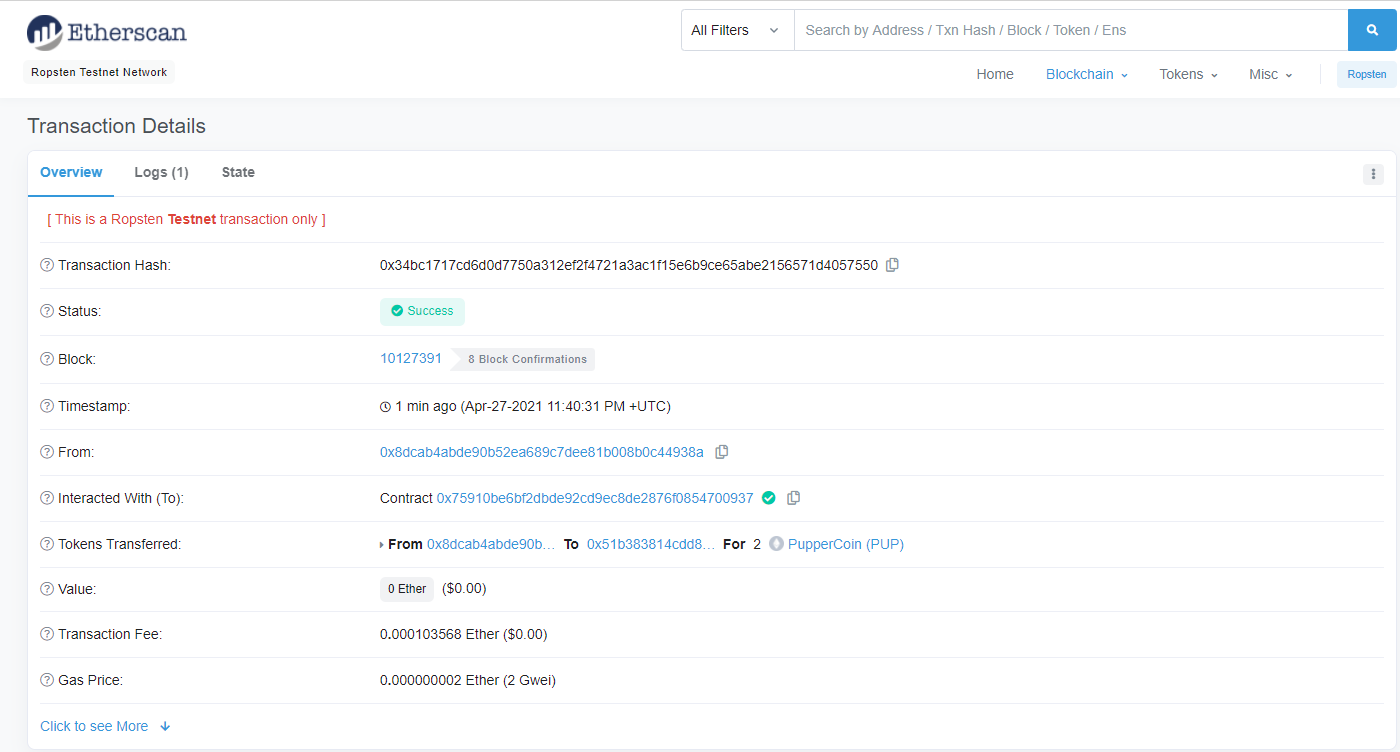 Etherscan
All Filters Search by Address / Txn Hash / Block / Token / Ens
Ropsten Testnet Network
Home Blockchain Tokens Misc Ropsten
Transaction Details
Overview Logs (1) State
[ This is a Ropsten Testnet transaction only ]
Transaction Hash: 0x34bc1717cd6d0d7750a312ef2f4721a3ac1f15e6b9ce65abe2156571d4057550
Status: Success
Block: 10127391 8 Block Confirmations
Timestamp: 1 min ago (Apr-27-2021 11:40:31 PM +UTC)
From: 0x8dcab4abde90b52ea689c7dee81b008b0c44938a
Interacted With (To): Contract 0x75910be6bf2dbde92cd9ec8de2876f0854700937
Tokens Transferred: From 0x8dcab4abde90b... To 0x51b383814cdd8... For 2 PupperCoin (PUP)
Value: 0 Ether ($0.00)
Transaction Fee: 0.000103568 Ether ($0.00)
Gas Price: 0.000000002 Ether (2 Gwei)
Click to see More